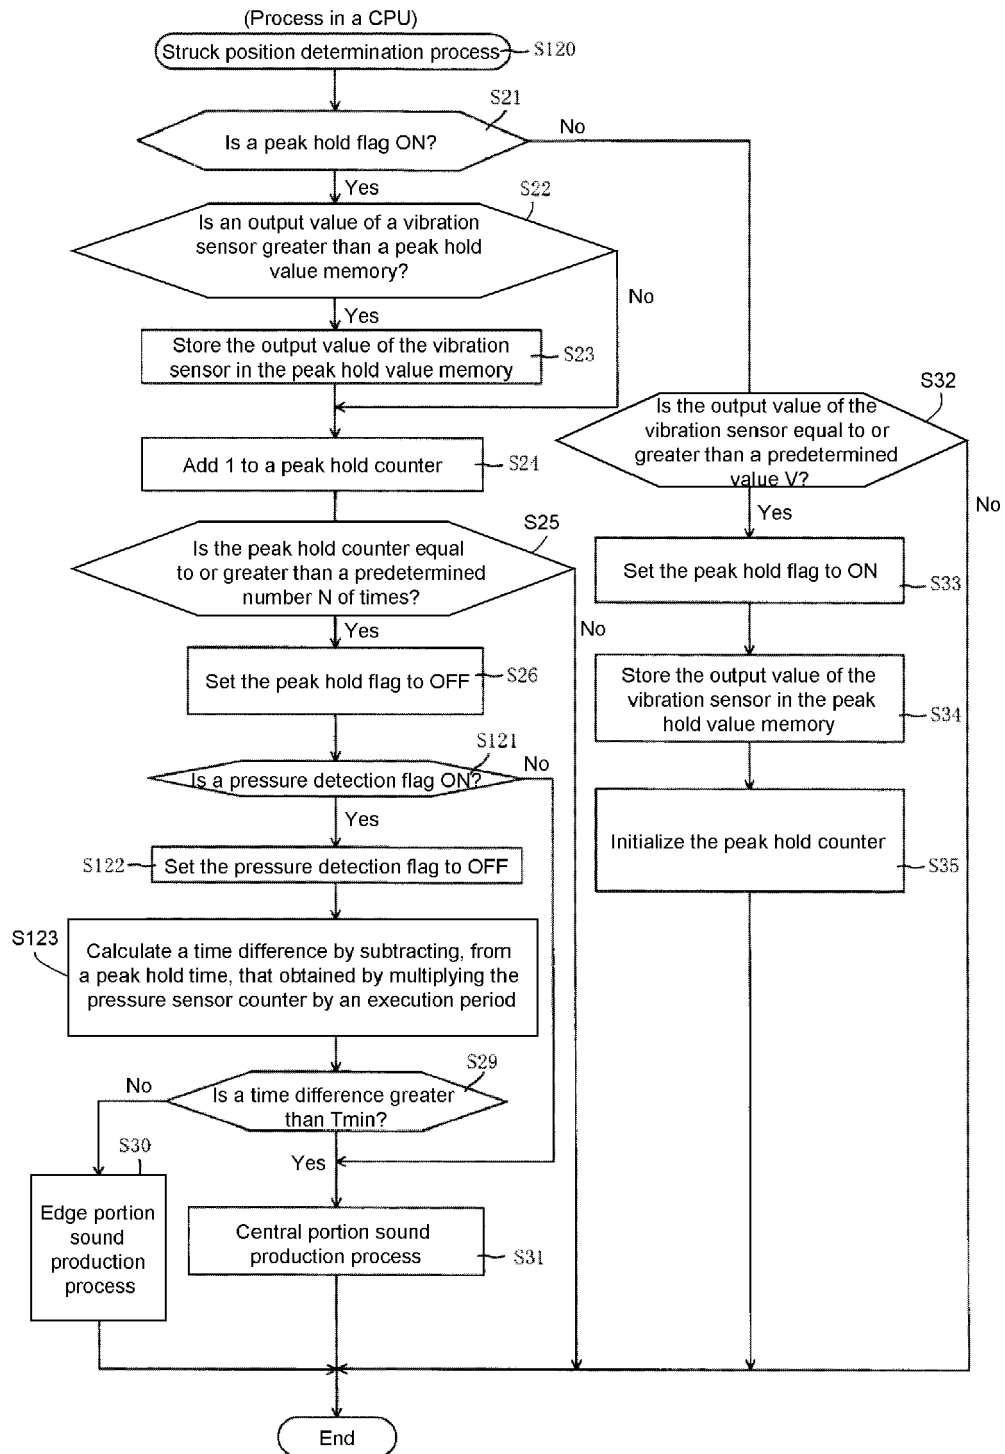 (Process in a CPU)
Struck position determination process
S120
S21
Is a peak hold flag ON?
No
Yes
S22
Is an output value of a vibration
sensor greater than a peak hold
value memory?
No
Yes
Store the output value of the vibration
sensor in the peak hold value memory
S23
S32
Is the output value of the
vibration sensor equal to or
greater than a predetermined
value V?
No
Yes
Add 1 to a peak hold counter
S24
S25
Is the peak hold counter equal
to or greater than a predetermined
number N of times?
No
Yes
Set the peak hold flag to ON
S33
Set the peak hold flag to OFF
S26
Store the output value of the
vibration sensor in the peak
hold value memory
S34
S121
Is a pressure detection flag ON?
No
Yes
Initialize the peak hold counter
S35
S122
Set the pressure detection flag to OFF
S123
Calculate a time difference by subtracting, from
a peak hold time, that obtained by multiplying the
pressure sensor counter by an execution period
S29
Is a time difference greater
than Tmin?
No
Yes
S30
Edge portion
sound
production
process
Central portion sound
production process
S31
End